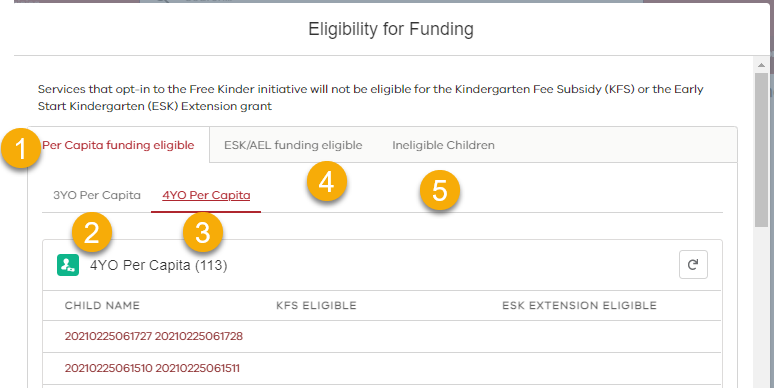 Eligibility for Funding
Services that opt-in to the Free Kinder initiative will not be eligible for the Kindergarten Fee Subsidy (KFS) or the Early
Start Kindergarten (ESK) Extension grant
1 Per Capita funding eligible ESK/AEL funding eligible Ineligible Children
4 5
3YO Per Capita 4YO Per Capita
2 3
4YO Per Capita (113)
CHILD NAME KFS ELIGIBLE ESK EXTENSION ELIGIBLE
20210225061727 20210225061728
20210225061510 20210225061511